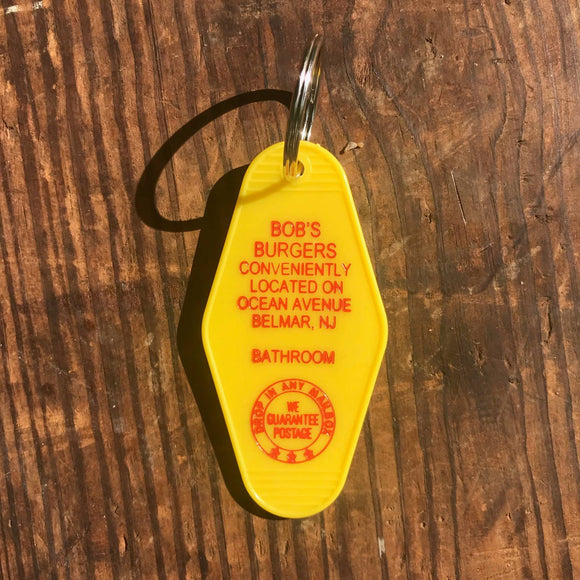 BOB'S
BURGERS
CONVENIENTLY
LOCATED ON
OCEAN AVENUE
BELMAR, NJ
BATHROOM
DROP IN ANY MAILBOX
WE
GUARANTEE
POSTAGE